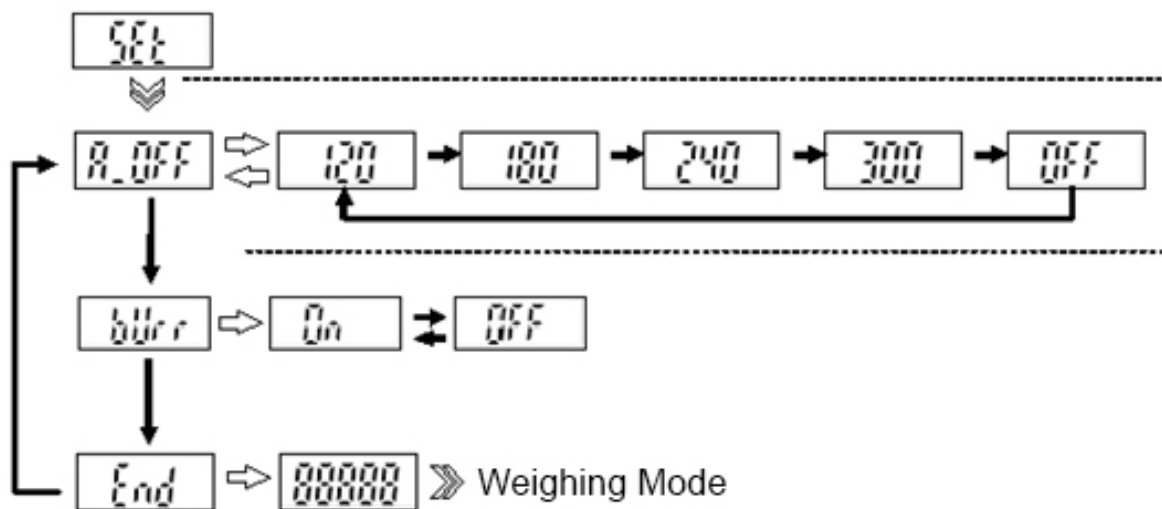 SEt
A_OFF 120 180 240 300 OFF
bUrr On OFF
End 88888 Weighing Mode